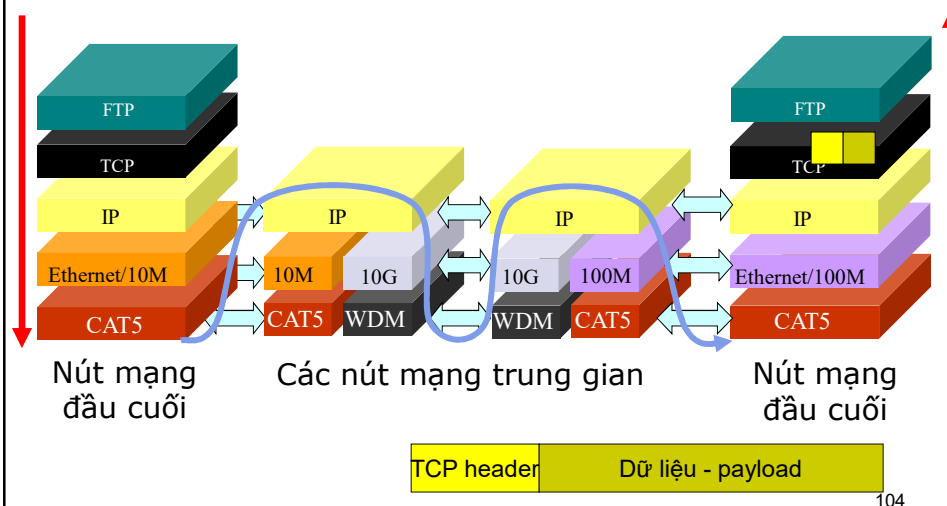 FTP
TCP
IP
Ethernet/10M
CAT5
Nút mạng
đầu cuối
IP
10M
10G
CAT5
WDM
IP
10G
100M
WDM
CAT5
Các nút mạng trung gian
FTP
TCP
IP
Ethernet/100M
CAT5
Nút mạng
đầu cuối
TCP header
Dữ liệu - payload
104